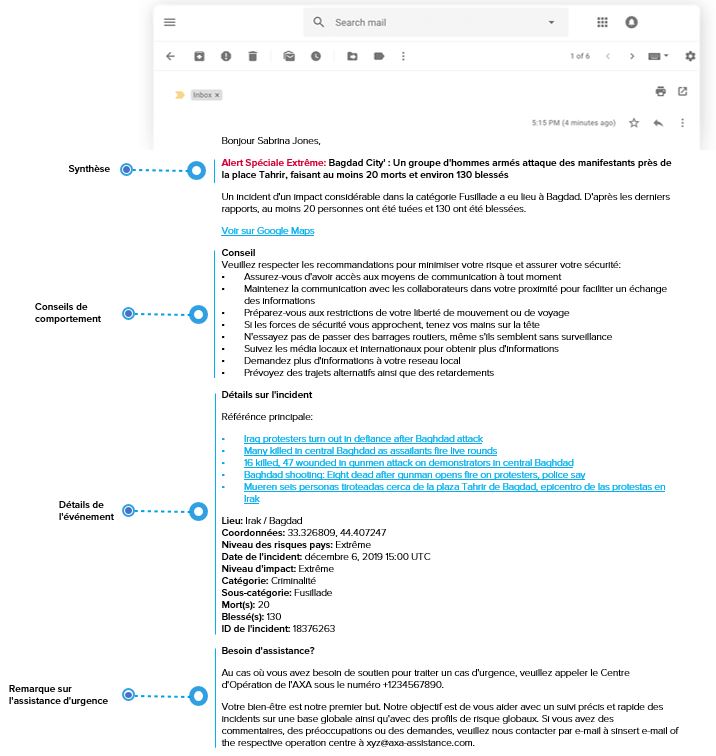 Search mail
1 of 6
Inbox ×
5:15 PM (4 minutes ago)
Bonjour Sabrina Jones,
Synthèse
Alert Spéciale Extrême: Bagdad City' : Un groupe d'hommes armés attaque des manifestants près de
la place Tahrir, faisant au moins 20 morts et environ 130 blessés
Un incident d'un impact considérable dans la catégorie Fusillade a eu lieu à Bagdad. D'après les derniers
rapports, au moins 20 personnes ont été tuées et 130 ont été blessées.
Voir sur Google Maps
Conseils de
comportement
Conseil
Veuillez respecter les recommandations pour minimiser votre risque et assurer votre sécurité:
• Assurez-vous d'avoir accès aux moyens de communication à tout moment
• Maintenez la communication avec les collaborateurs dans votre proximité pour faciliter un échange
des informations
• Préparez-vous aux restrictions de votre liberté de mouvement ou de voyage
• Si les forces de sécurité vous approchent, tenez vos mains sur la tête
• N'essayez pas de passer des barrages routiers, même s'ils semblent sans surveillance
• Suivez les média locaux et internationaux pour obtenir plus d'informations
• Demandez plus d'informations à votre reseau local
• Prévoyez des trajets alternatifs ainsi que des retardements
Détails de
l'événement
Détails sur l'incident
Référénce principale:
• Iraq protesters turn out in defiance after Baghdad attack
• Many killed in central Baghdad as assailants fire live rounds
• 16 killed, 47 wounded in gunmen attack on demonstrators in central Baghdad
• Baghdad shooting: Eight dead after gunman opens fire on protesters, police say
• Mueren seis personas tiroteadas cerca de la plaza Tahrir de Bagdad, epicentro de las protestas en
Irak
Lieu: Irak / Bagdad
Coordonnées: 33.326809, 44.407247
Niveau des risques pays: Extrême
Date de l'incident: décembre 6, 2019 15:00 UTC
Niveau d'impact: Extrême
Catégorie: Criminalité
Sous-catégorie: Fusillade
Mort(s): 20
Blessé(s): 130
ID de l'incident: 18376263
Remarque sur
l'assistance d'urgence
Besoin d'assistance?
Au cas où vous avez besoin de soutien pour traiter un cas d'urgence, veuillez appeler le Centre
d'Opération de l'AXA sous le numéro +1234567890.
Votre bien-être est notre premier but. Notre objectif est de vous aider avec un suivi précis et rapide des
incidents sur une base globale ainsi qu'avec des profils de risque globaux. Si vous avez des
commentaires, des préoccupations ou des demandes, veuillez nous contacter par e-mail à sinsert e-mail of
the respective operation centre à xyz@axa-assistance.com.